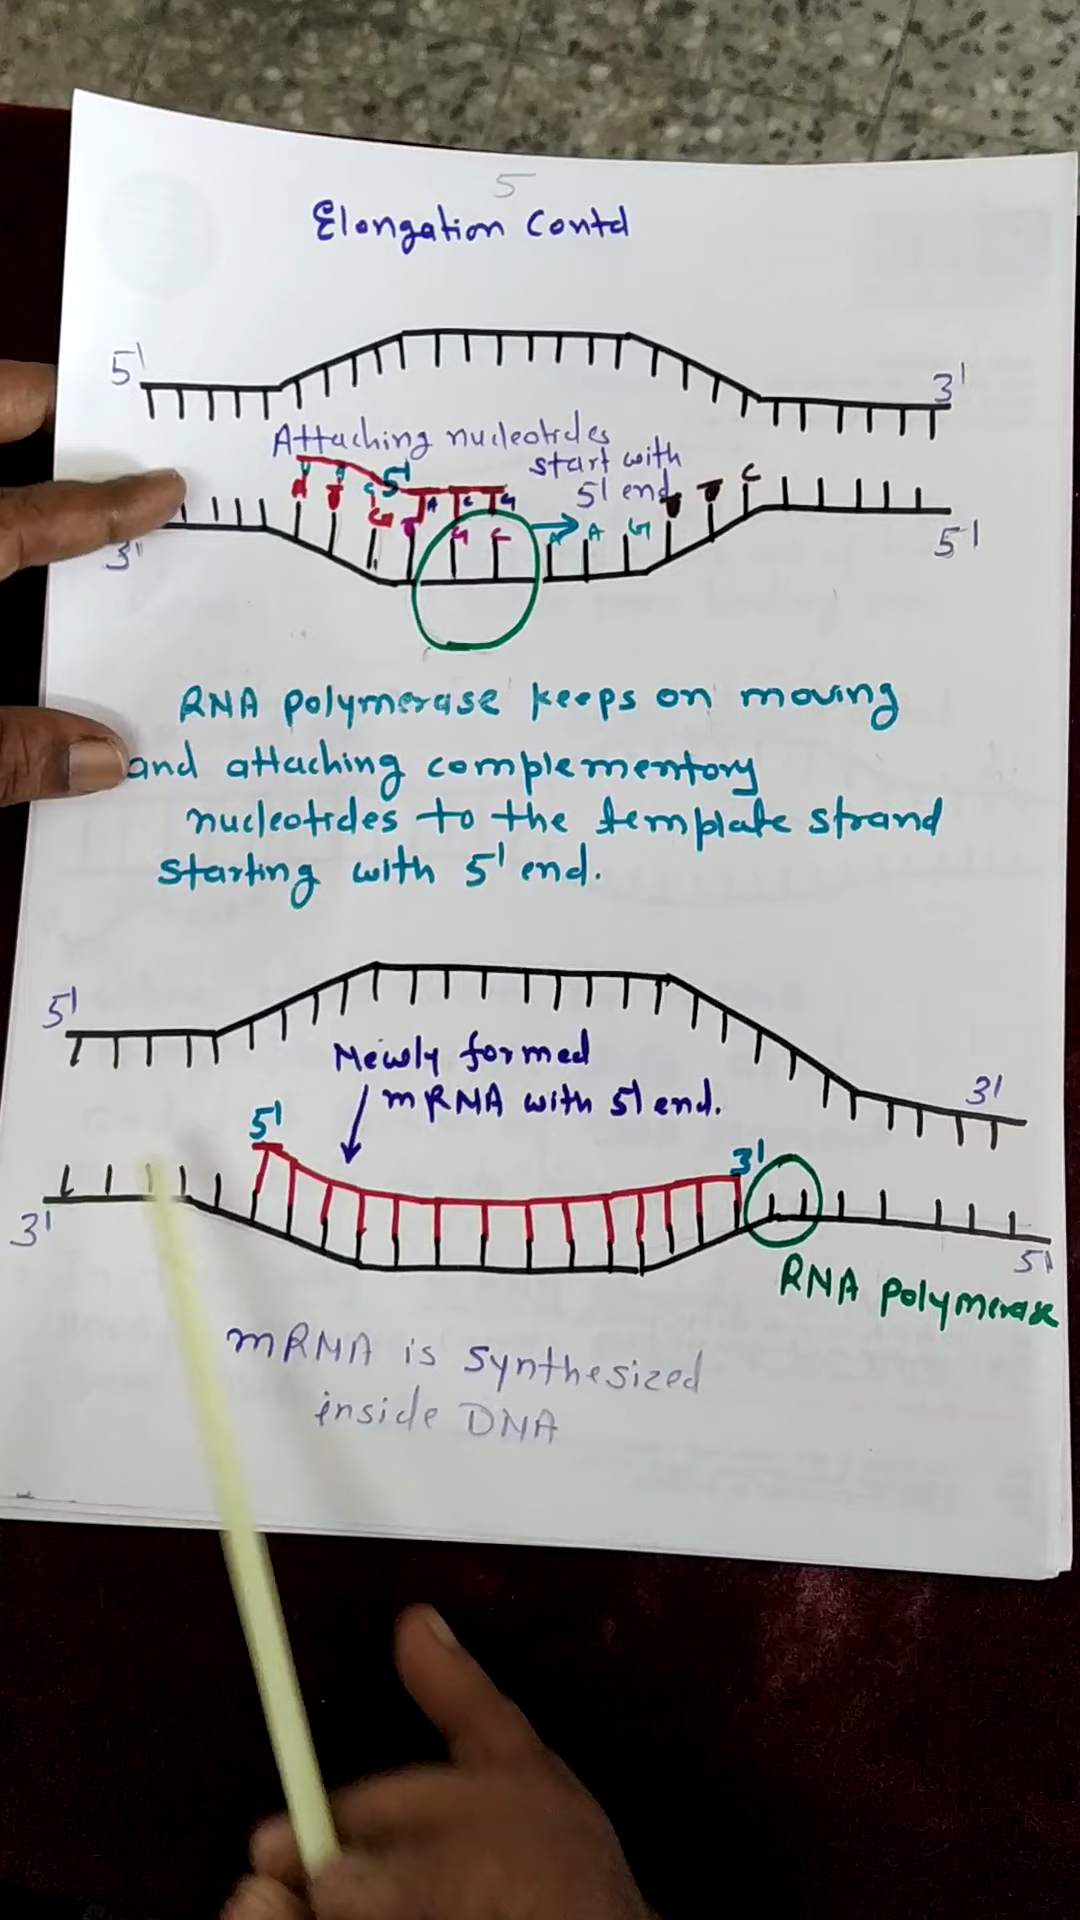 5
Elongation Contd
5'
3'
Attaching nucleotides
start with
5' end
5'
A C G
T G C A A G T T C
3'
5'
RNA polymerase keeps on moving
and attaching complementory
nucleotides to the template strand
starting with 5' end.
5'
Newly formed
mRNA with 5' end.
3'
5'
3'
3'
5'
RNA polymerase
mRNA is synthesized
inside DNA